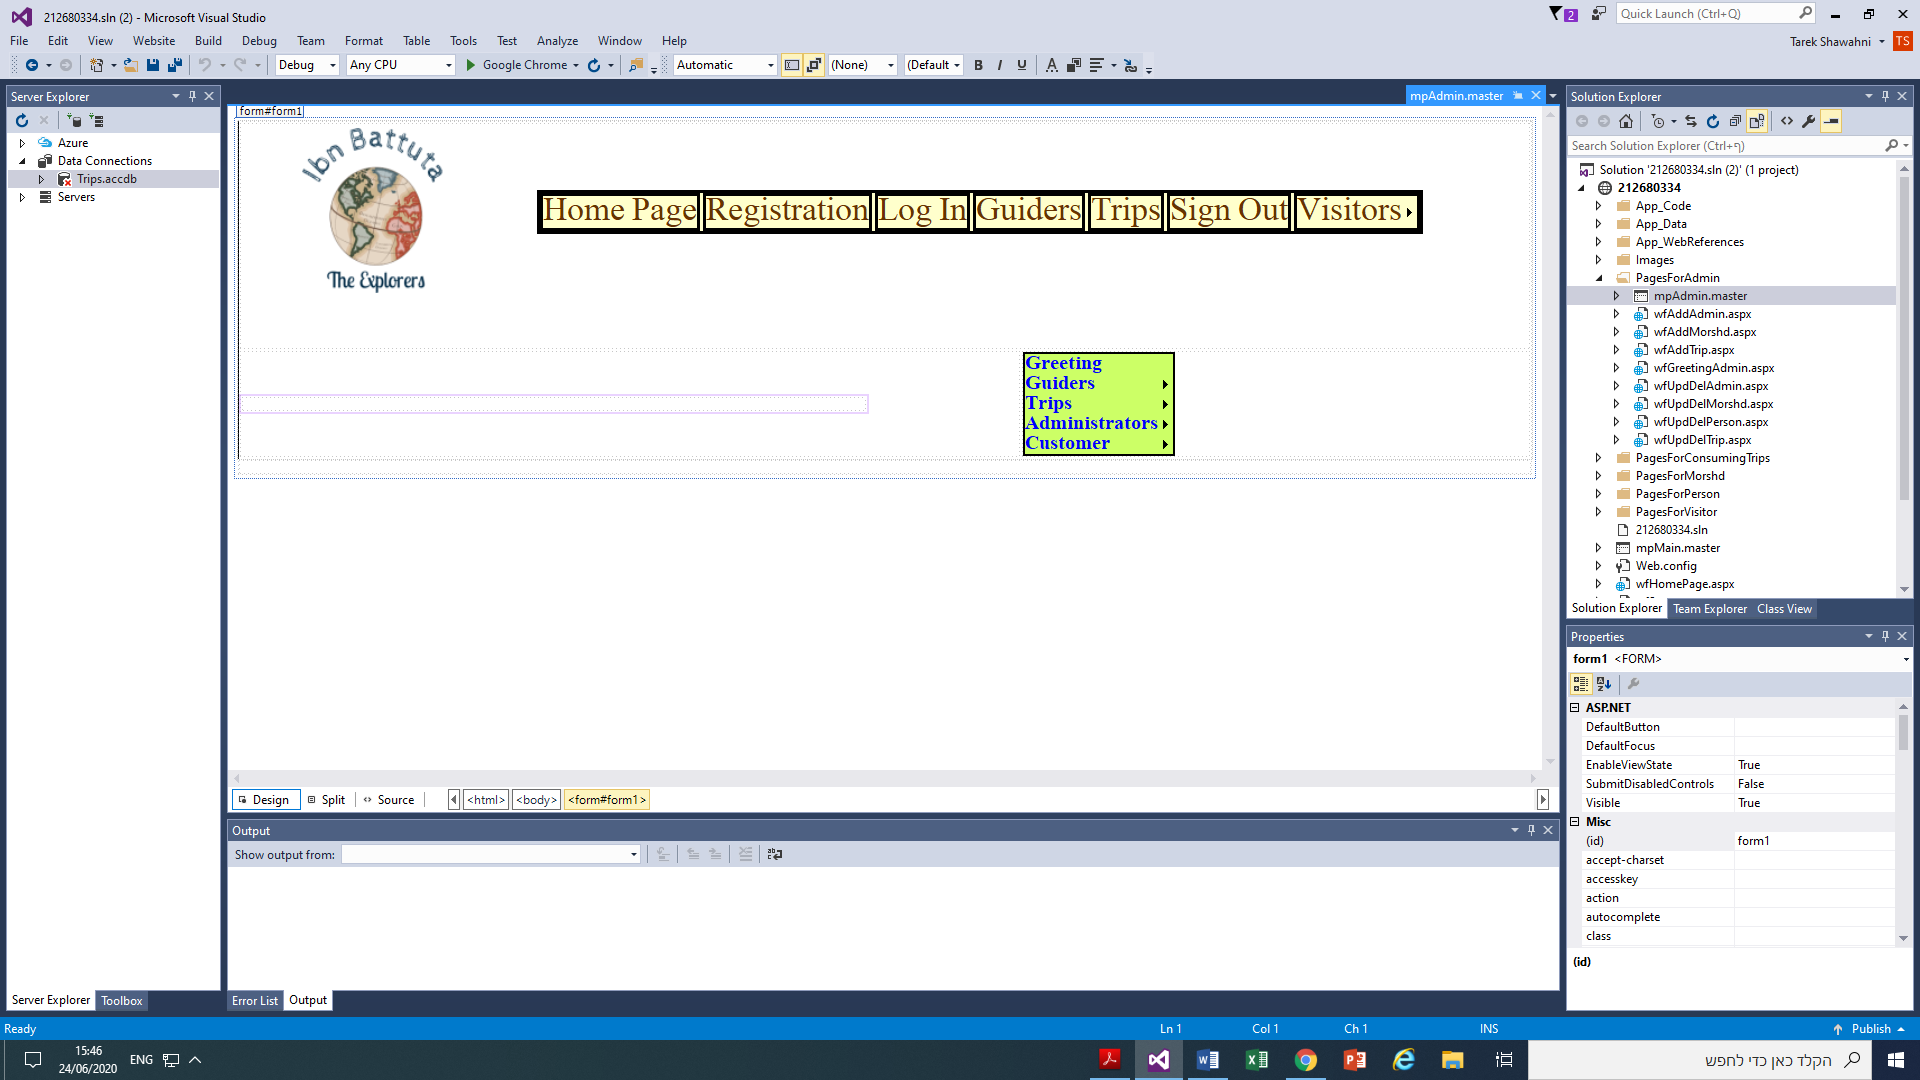 212680334.sln (2) - Microsoft Visual Studio
2
Quick Launch (Ctrl+Q)
File Edit View Website Build Debug Team Format Table Tools Test Analyze Window Help
Tarek Shawahni TS
Debug Any CPU Google Chrome Automatic (None) (Default B I U A
Server Explorer
Azure
Data Connections
Trips.accdb
Servers
Server Explorer Toolbox
mpAdmin.master
form#form1
Ibn Battuta
The Explorers
Home Page Registration Log In Guiders Trips Sign Out Visitors
Greeting
Guiders
Trips
Administrators
Customer
Design Split Source <html> <body> <form#form1>
Output
Show output from:
Error List Output
Solution Explorer
Search Solution Explorer (Ctrl+ף)
Solution '212680334.sln (2)' (1 project)
212680334
App_Code
App_Data
App_WebReferences
Images
PagesForAdmin
mpAdmin.master
wfAddAdmin.aspx
wfAddMorshd.aspx
wfAddTrip.aspx
wfGreetingAdmin.aspx
wfUpdDelAdmin.aspx
wfUpdDelMorshd.aspx
wfUpdDelPerson.aspx
wfUpdDelTrip.aspx
PagesForConsumingTrips
PagesForMorshd
PagesForPerson
PagesForVisitor
212680334.sln
mpMain.master
Web.config
wfHomePage.aspx
Solution Explorer Team Explorer Class View
Properties
form1 <FORM>
ASP.NET
DefaultButton
DefaultFocus
EnableViewState True
SubmitDisabledControls False
Visible True
Misc
(id) form1
accept-charset
accesskey
action
autocomplete
class
(id)
Ready Ln 1 Col 1 Ch 1 INS Publish
15:46
24/06/2020
ENG
הקלד כאן כדי לחפש